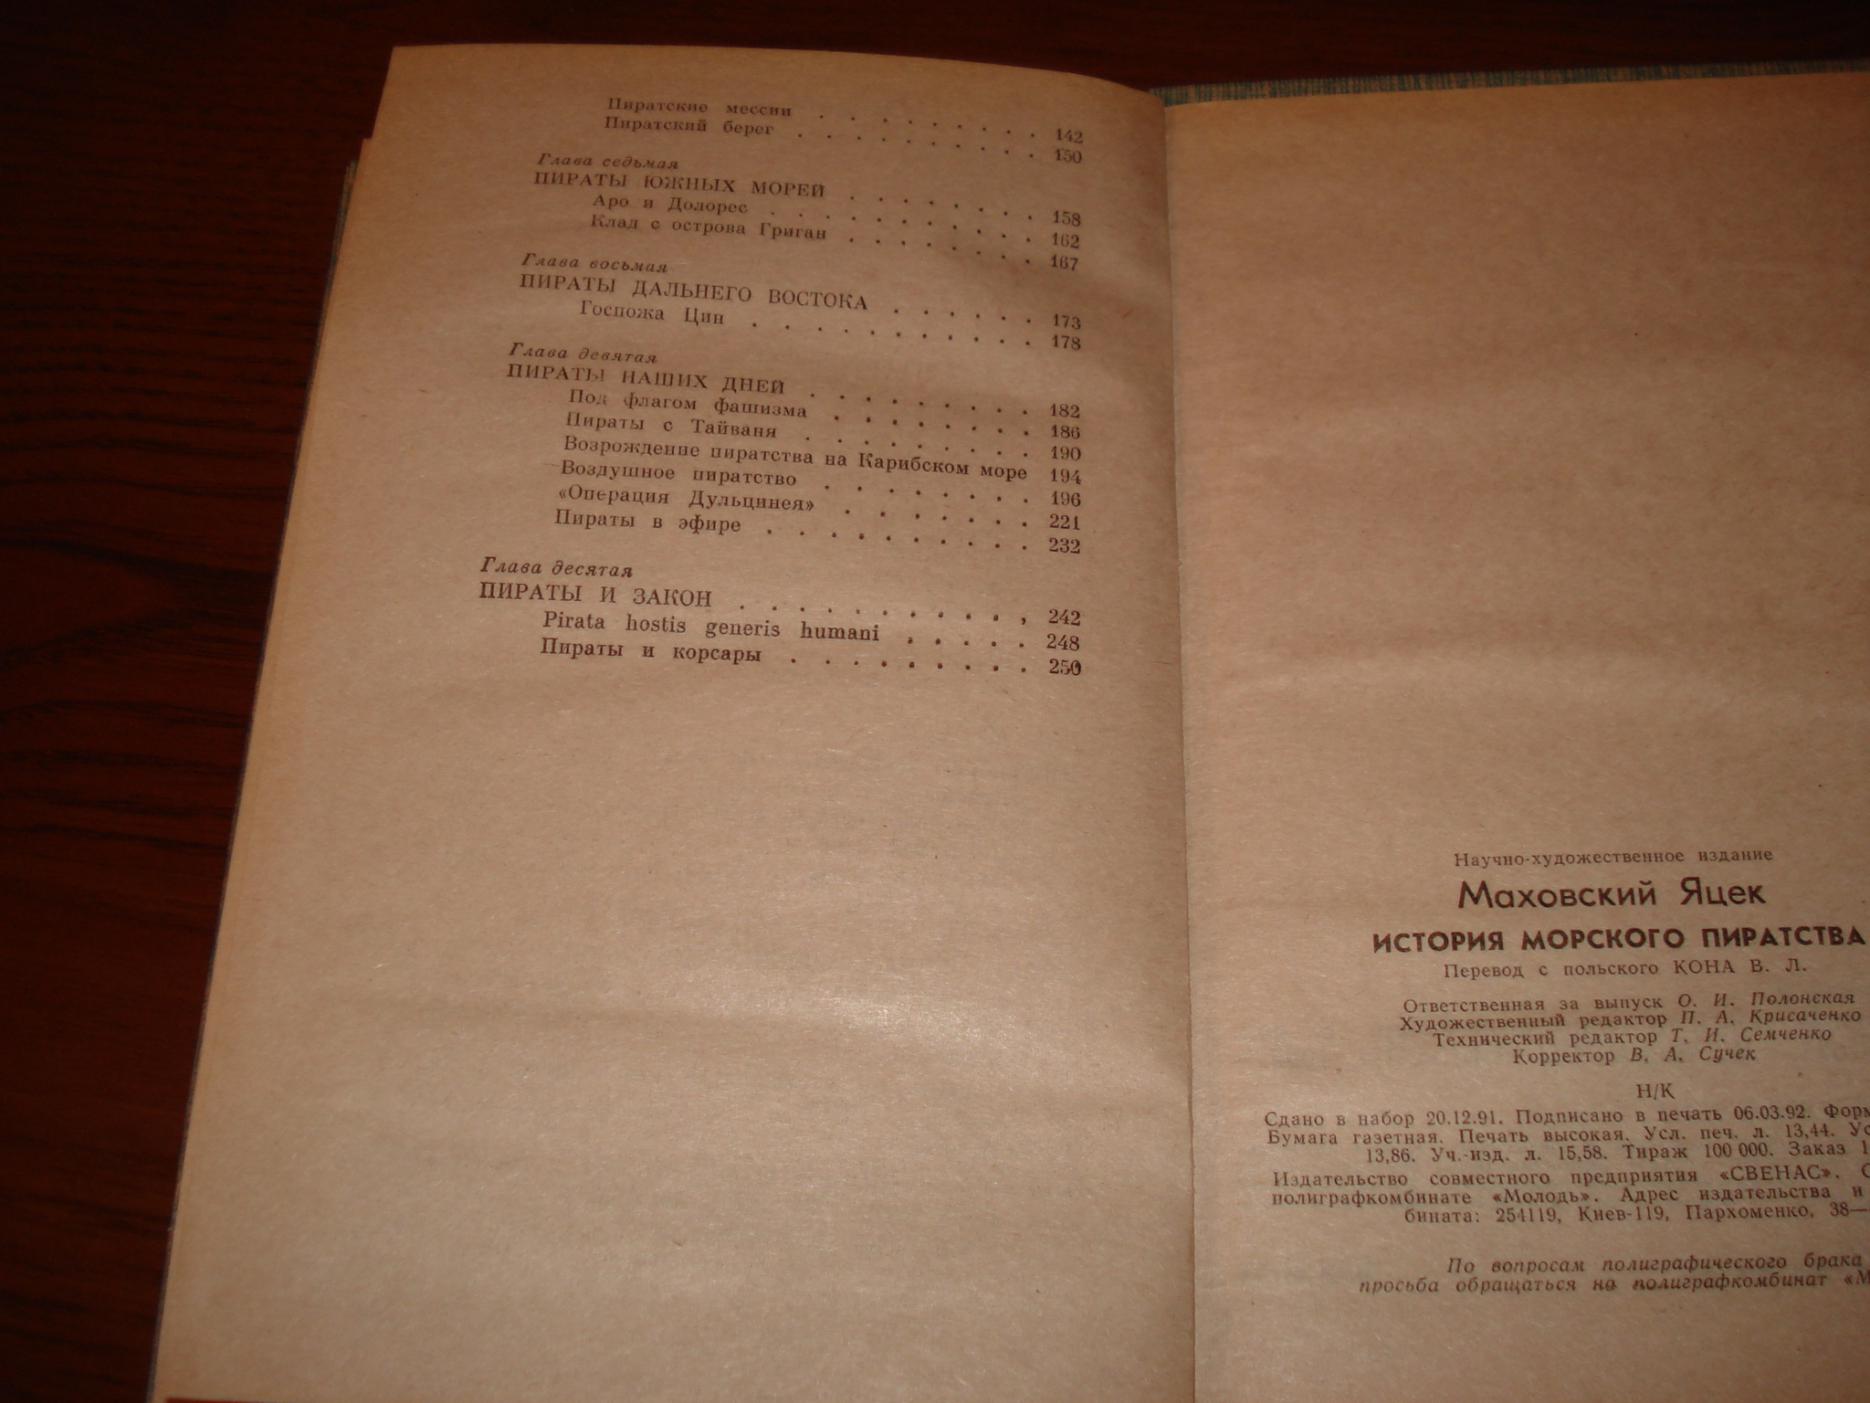 Пиратские мессии . . . . . . . . . 142
Пиратский берег . . . . . . . . . 150
Глава седьмая
ПИРАТЫ ЮЖНЫХ МОРЕЙ . . . . . . . 158
Аро и Долорес . . . . . . . . . . 162
Клад с острова Григан . . . . . . . 167
Глава восьмая
ПИРАТЫ ДАЛЬНЕГО ВОСТОКА . . . . . . 173
Госпожа Цин . . . . . . . . . . 178
Глава девятая
ПИРАТЫ НАШИХ ДНЕЙ . . . . . . . . 182
Под флагом фашизма . . . . . . . 186
Пираты с Тайваня . . . . . . . . 190
Возрождение пиратства на Карибском море 194
Воздушное пиратство . . . . . . . 196
«Операция Дульцинея» . . . . . . . 221
Пираты в эфире . . . . . . . . . 232
Глава десятая
ПИРАТЫ И ЗАКОН . . . . . . . . . , 242
Pirata hostis generis humani . . . . . 248
Пираты и корсары . . . . . . . . . 250
Научно-художественное издание
Маховский Яцек
ИСТОРИЯ МОРСКОГО ПИРАТСТВА
Перевод с польского КОНА В. Л.
Ответственная за выпуск О. И. Полонская
Художественный редактор П. А. Крисаченко
Технический редактор Т. И. Семченко
Корректор В. А. Сучек
Н/К
Сдано в набор 20.12.91. Подписано в печать 06.03.92. Форм
Бумага газетная. Печать высокая. Усл. печ. л. 13,44. Ус
13,86. Уч.-изд. л. 15,58. Тираж 100 000. Заказ 1
Издательство совместного предприятия «СВЕНАС». О
полиграфкомбинате «Молодь». Адрес издательства и
бината: 254119, Киев-119, Пархоменко, 38—
По вопросам полиграфического брака
просьба обращаться на полиграфкомбинат «М